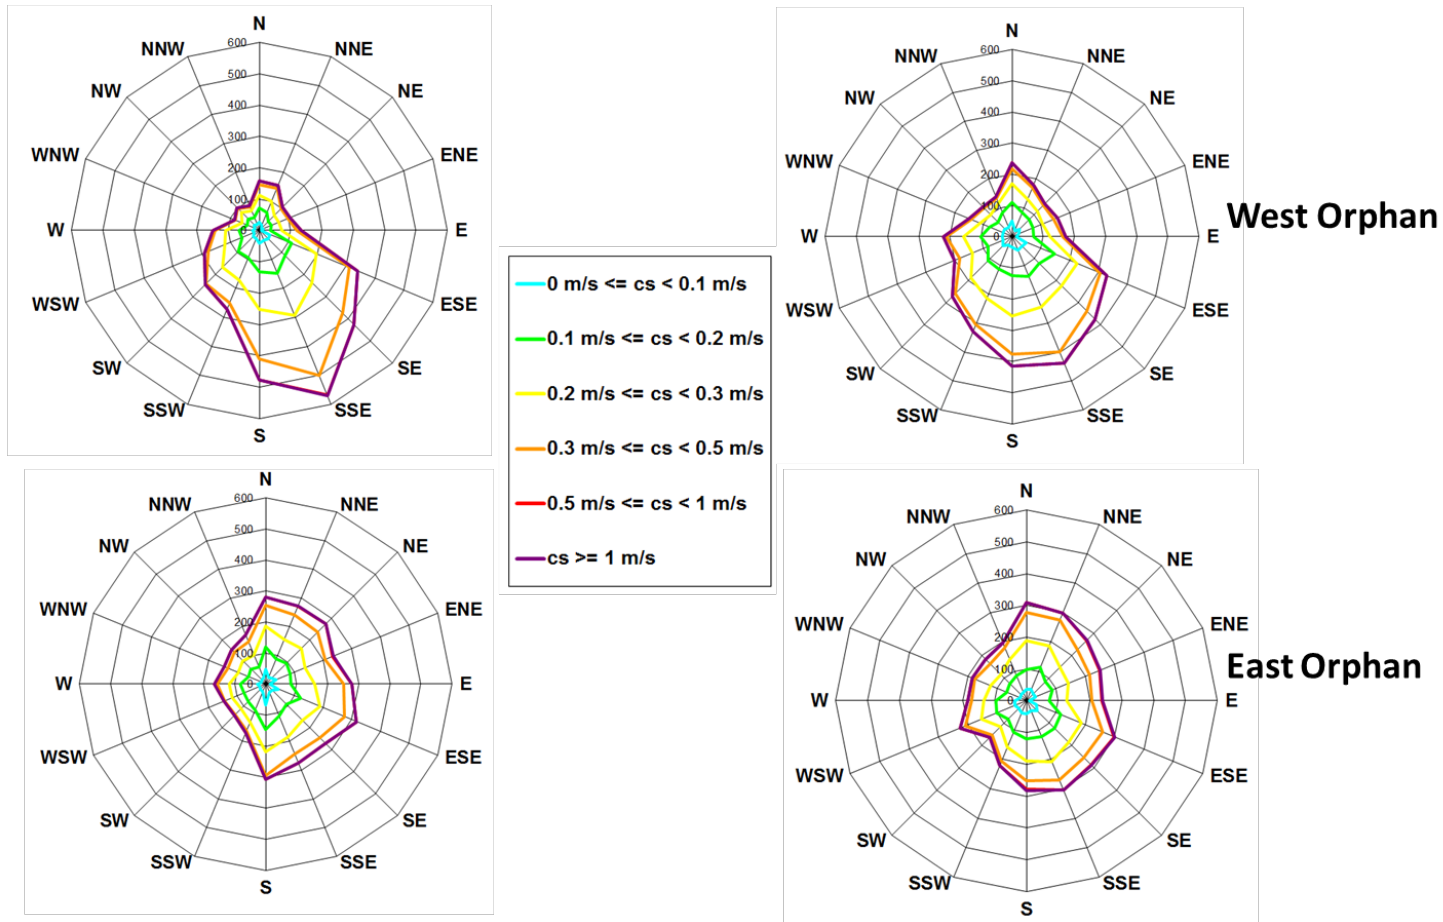 N
NNW
NNE
NW
NE
WNW
ENE
W
E
WSW
ESE
SW
SE
SSW
SSE
S
600
500
400
300
200
100
0
N
NNW
NNE
NW
NE
WNW
ENE
W
E
WSW
ESE
SW
SE
SSW
SSE
S
600
500
400
300
200
100
0
West Orphan
0 m/s <= cs < 0.1 m/s
0.1 m/s <= cs < 0.2 m/s
0.2 m/s <= cs < 0.3 m/s
0.3 m/s <= cs < 0.5 m/s
0.5 m/s <= cs < 1 m/s
cs >= 1 m/s
N
NNW
NNE
NW
NE
WNW
ENE
W
E
WSW
ESE
SW
SE
SSW
SSE
S
600
500
400
300
200
100
0
N
NNW
NNE
NW
NE
WNW
ENE
W
E
WSW
ESE
SW
SE
SSW
SSE
S
600
500
400
300
200
100
0
East Orphan